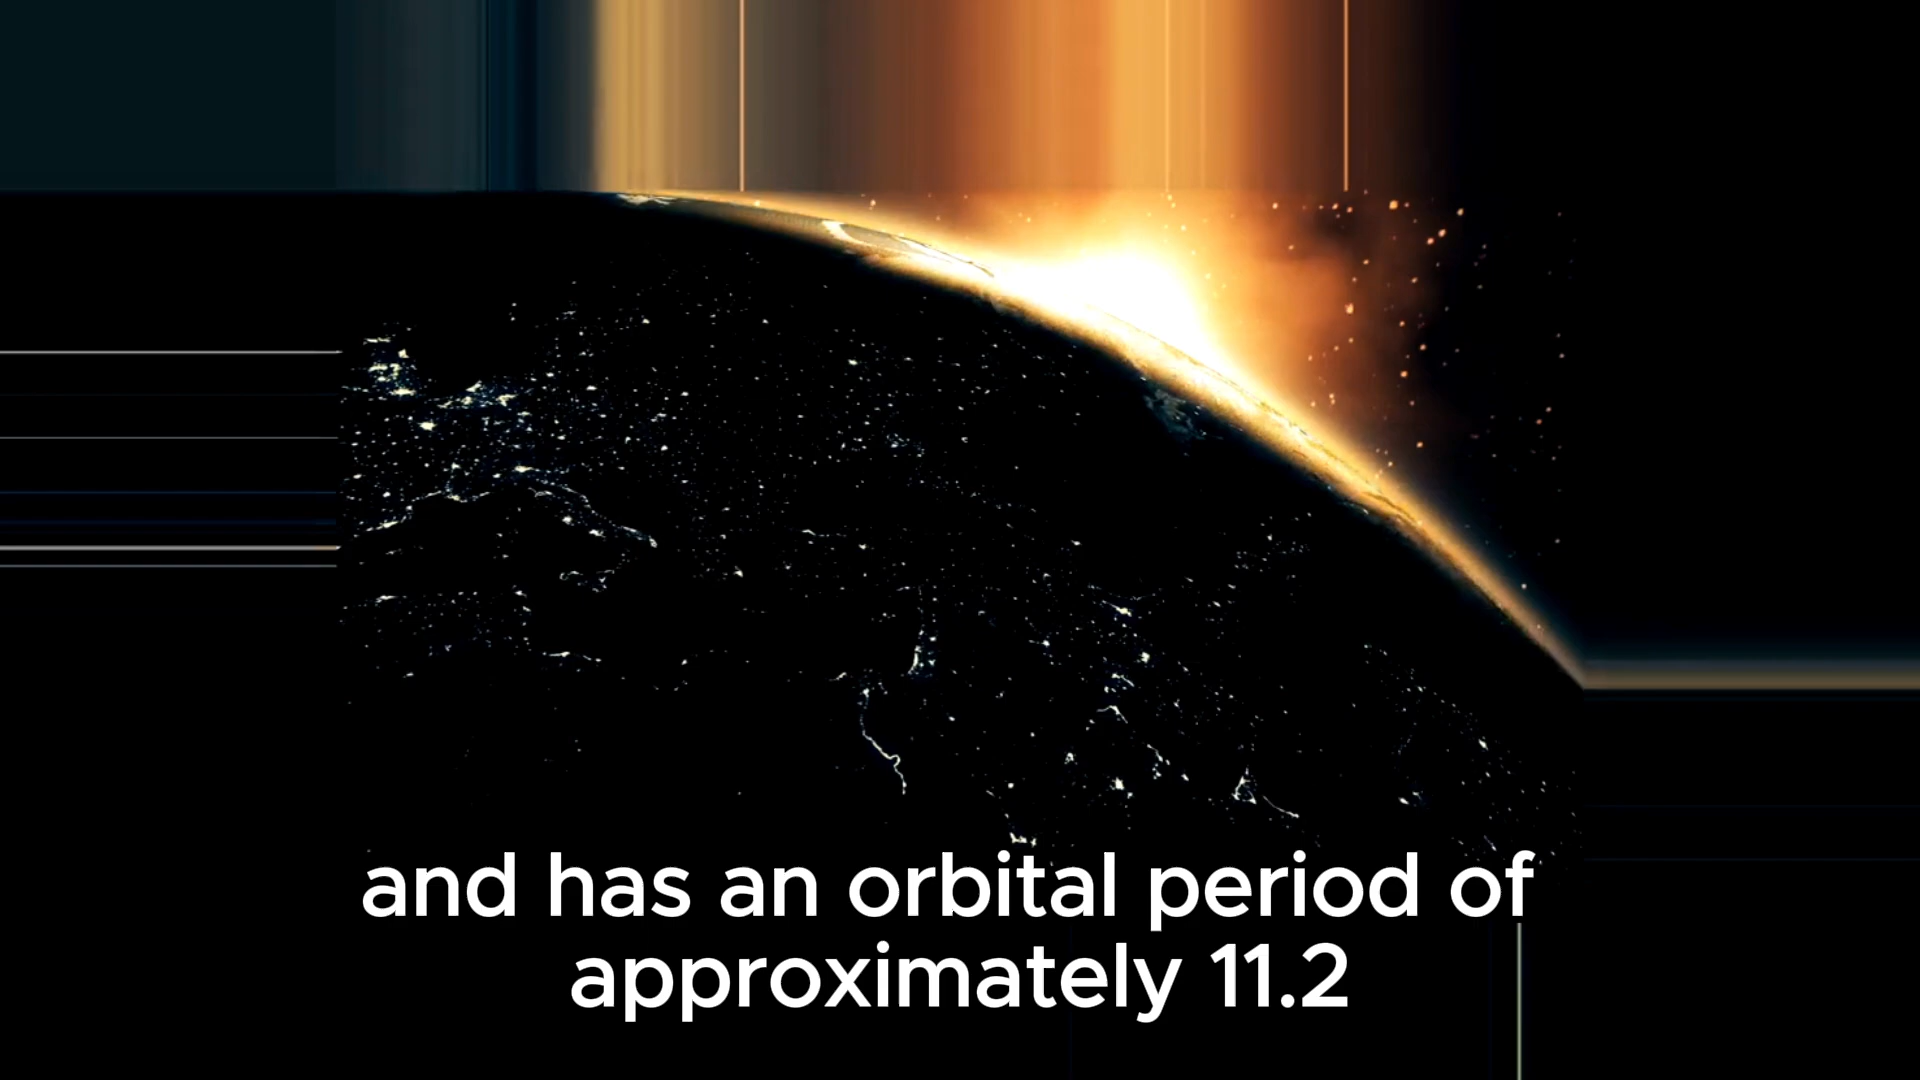 and has an orbital period of
approximately 11.2